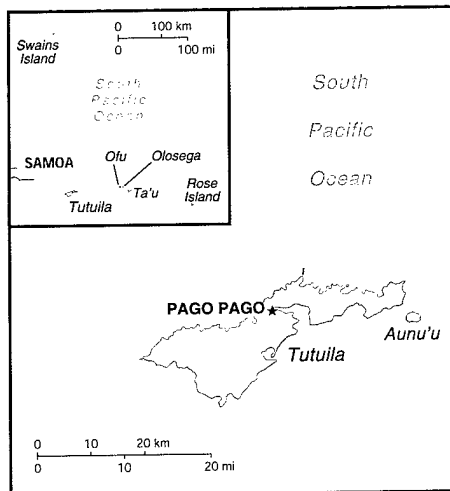 0 100 km
0 100 mi
Swains
Island
South
Pacific
Ocean
SAMOA
Ofu Olosega
Tutuila
Ta'u
Rose
Island
South
Pacific
Ocean
PAGO PAGO
Aunu'u
Tutuila
0 10 20 km
0 10 20 mi